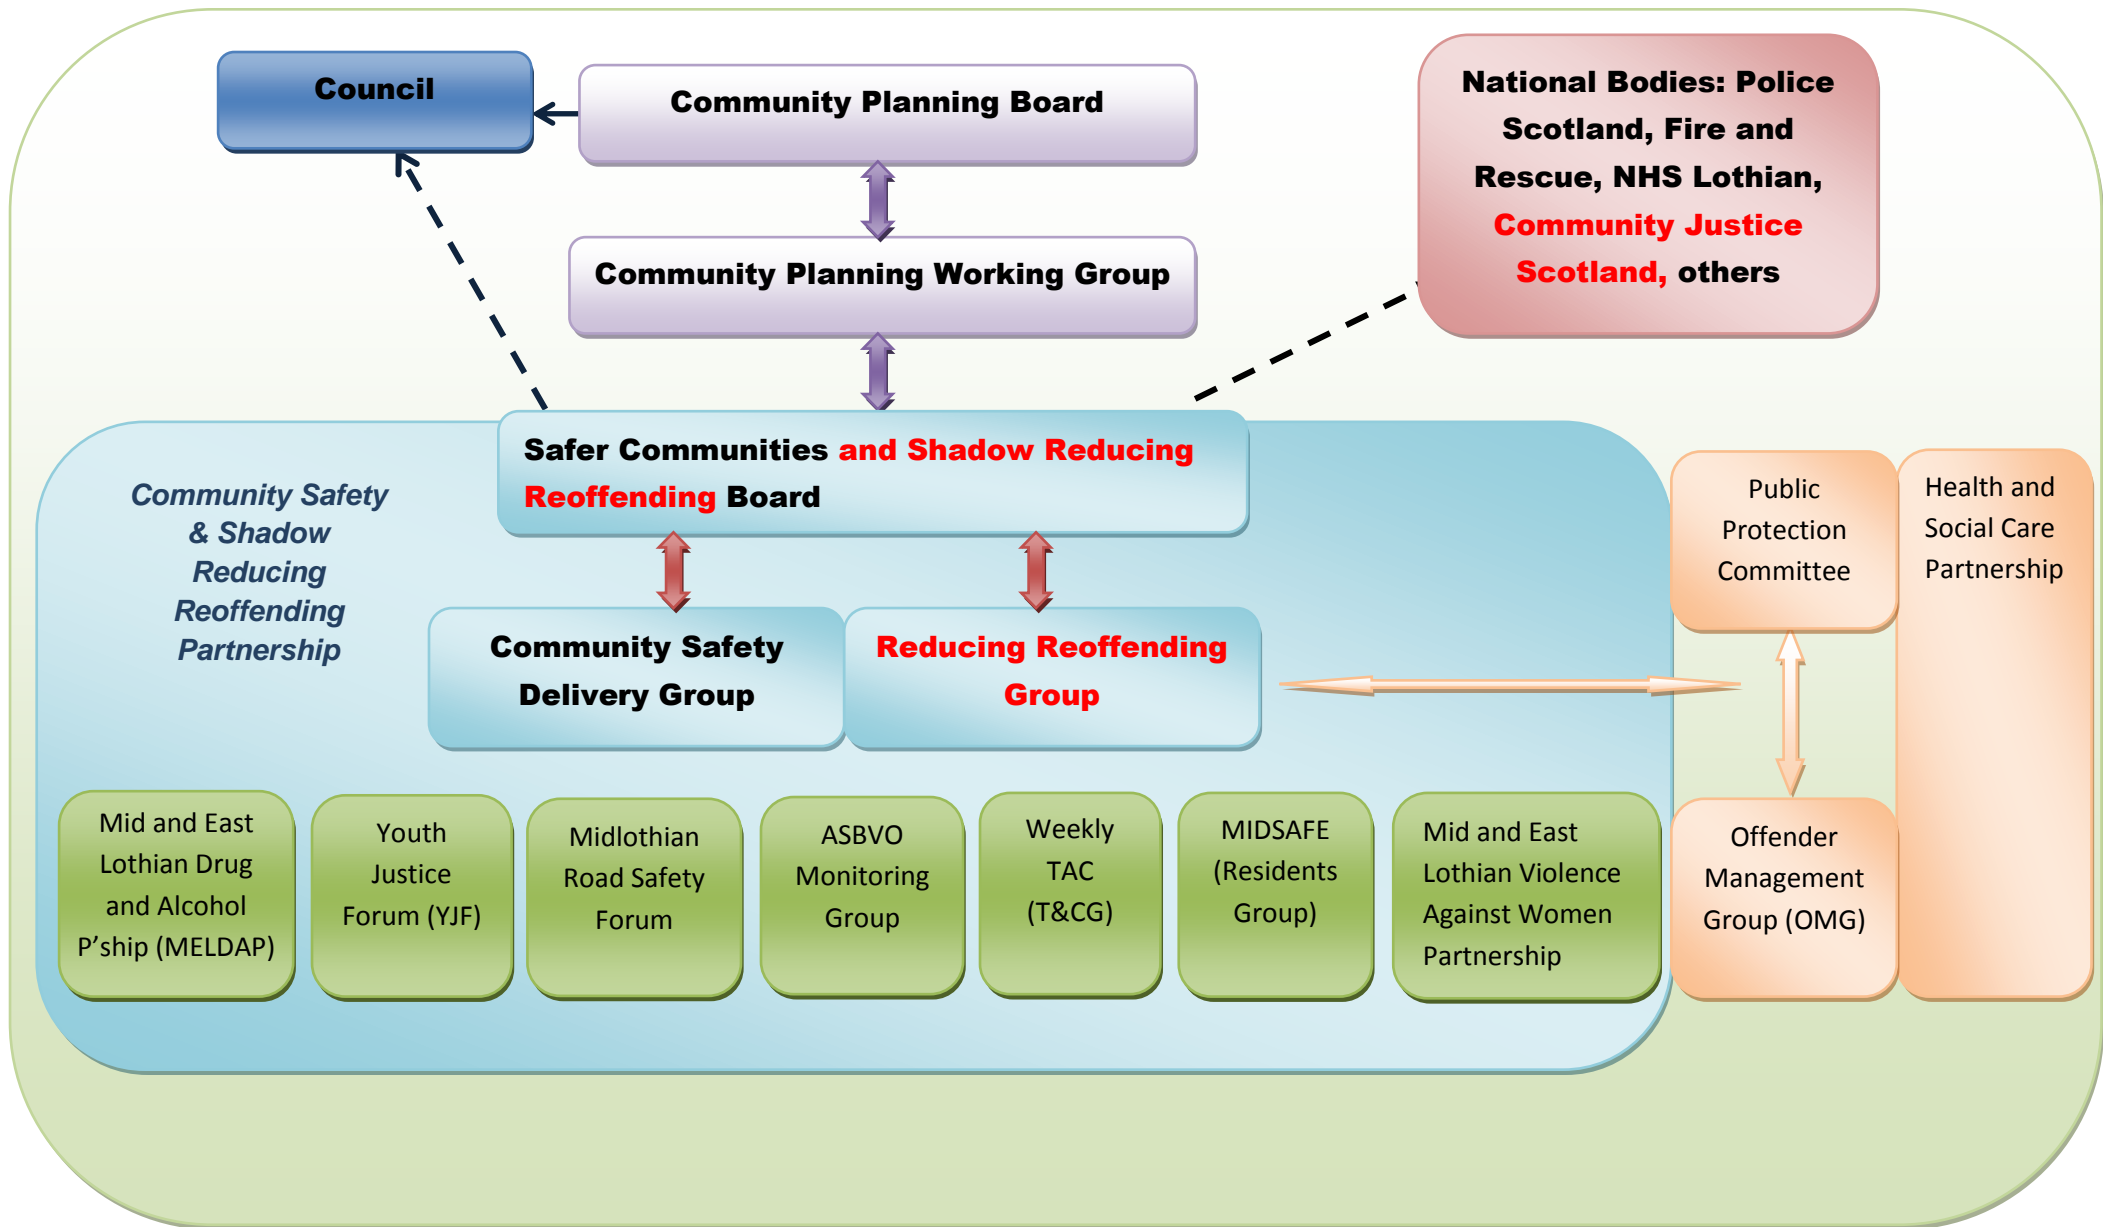 Council
Community Planning Board
National Bodies: Police
Scotland, Fire and
Rescue, NHS Lothian,
Community Justice
Scotland, others
Community Planning Working Group
Safer Communities and Shadow Reducing
Reoffending Board
Community Safety
& Shadow
Reducing
Reoffending
Partnership
Public
Protection
Committee
Health and
Social Care
Partnership
Community Safety
Delivery Group
Reducing Reoffending
Group
Mid and East
Lothian Drug
and Alcohol
P’ship (MELDAP)
Youth
Justice
Forum (YJF)
Midlothian
Road Safety
Forum
ASBVO
Monitoring
Group
Weekly
TAC
(T&CG)
MIDSAFE
(Residents
Group)
Mid and East
Lothian Violence
Against Women
Partnership
Offender
Management
Group (OMG)